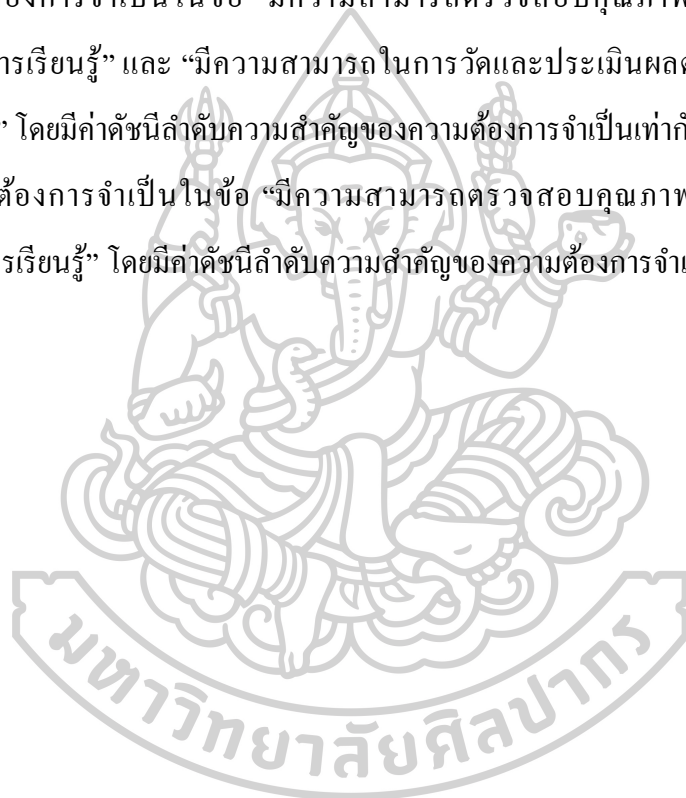 องการจำเป็นในข้อ “มีความสามารถตรวจสอบคุณภาพ
การเรียนรู้” และ “มีความสามารถในการวัดและประเมินผล
” โดยมีค่าดัชนีลำดับความสำคัญของความต้องการจำเป็นเท่ากั
ต้องการจำเป็นในข้อ “มีความสามารถตรวจสอบคุณภาพ
รเรียนรู้” โดยมีค่าดัชนีลำดับความสำคัญของความต้องการจำเ
มหาวิทยาลัยศิลปากร